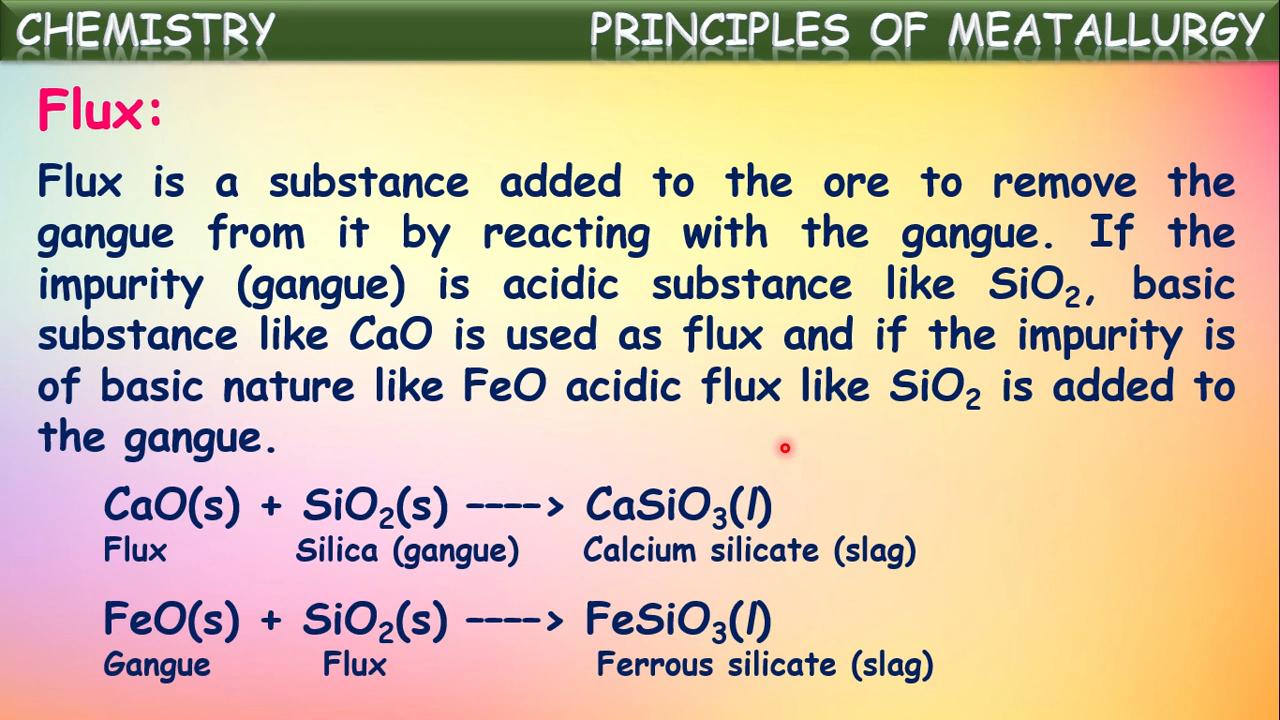 CHEMISTRY PRINCIPLES OF MEATALLURGY
Flux:
Flux is a substance added to the ore to remove the
gangue from it by reacting with the gangue. If the
impurity (gangue) is acidic substance like SiO₂, basic
substance like CaO is used as flux and if the impurity is
of basic nature like FeO acidic flux like SiO₂ is added to
the gangue.
CaO(s) + SiO₂(s) ----> CaSiO₃(l)
Flux Silica (gangue) Calcium silicate (slag)
FeO(s) + SiO₂(s) ----> FeSiO₃(l)
Gangue Flux Ferrous silicate (slag)